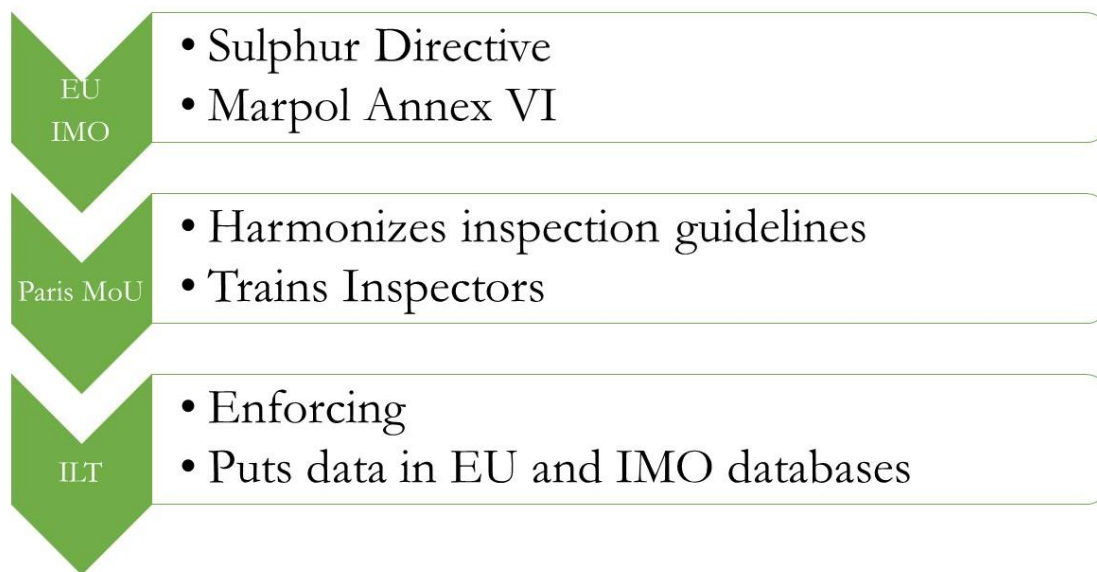 EU
IMO
• Sulphur Directive
• Marpol Annex VI
Paris MoU
• Harmonizes inspection guidelines
• Trains Inspectors
ILT
• Enforcing
• Puts data in EU and IMO databases